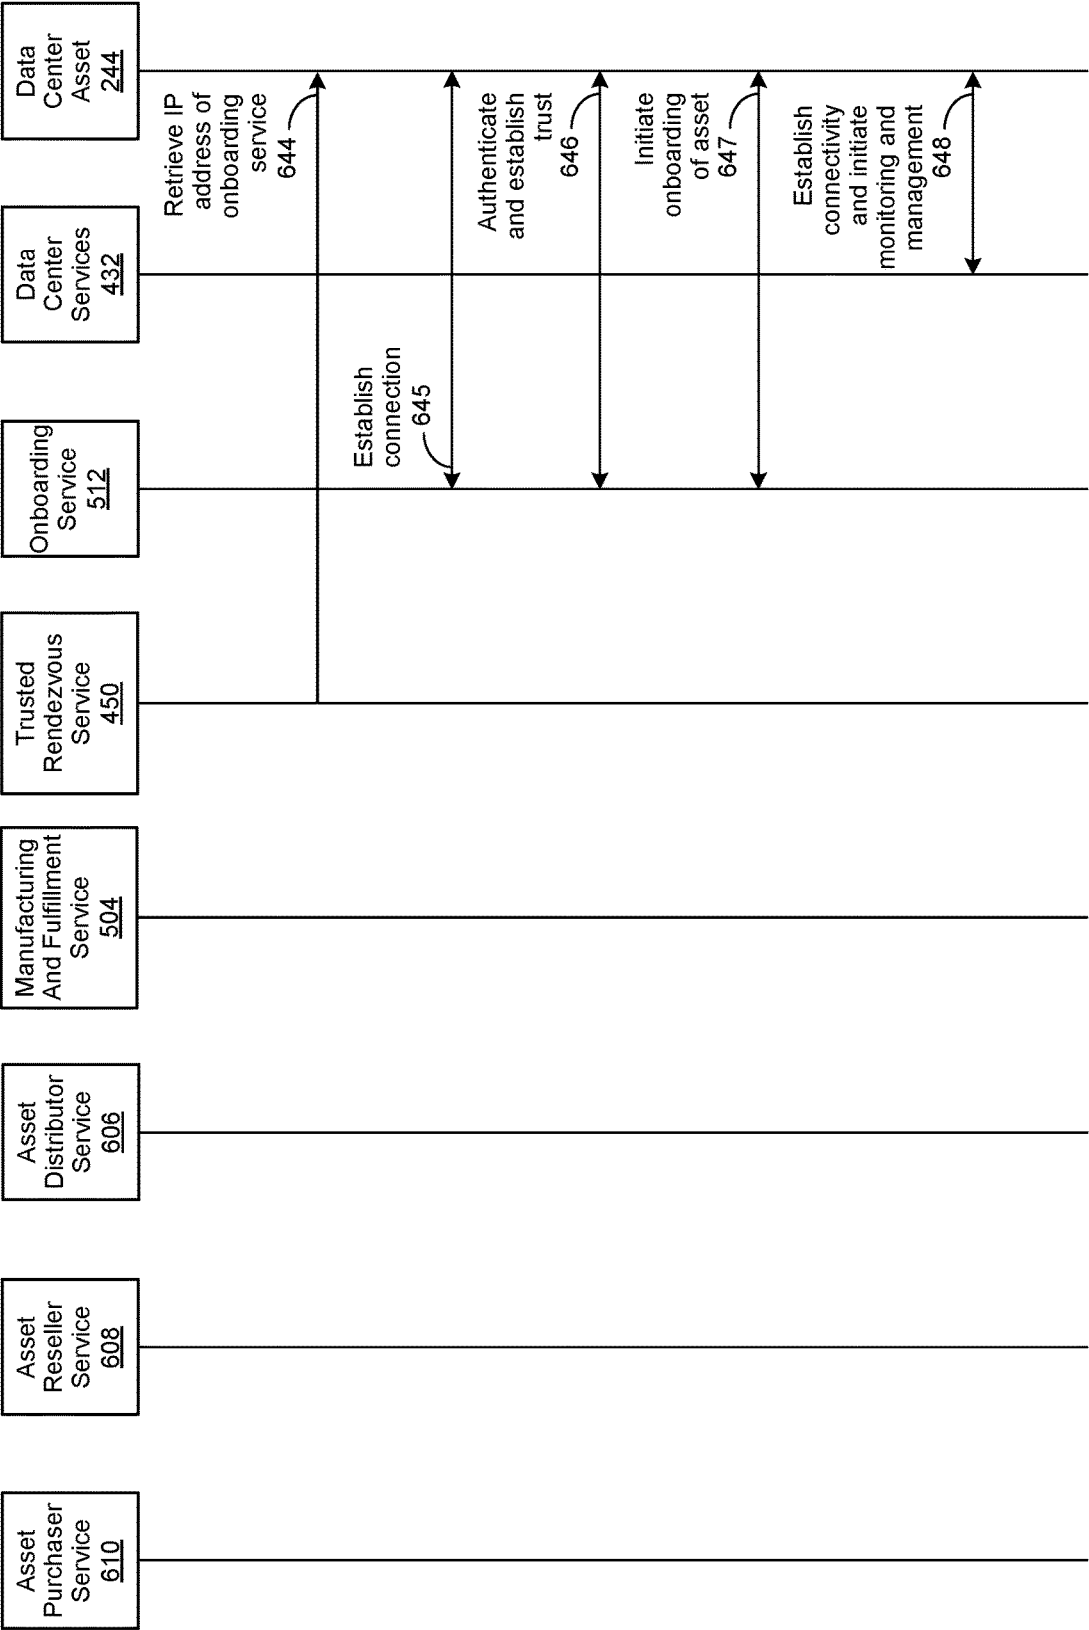 Asset
Purchaser
Service
610
Asset
Reseller
Service
608
Asset
Distributor
Service
606
Manufacturing
And Fulfillment
Service
504
Trusted
Rendezvous
Service
450
Onboarding
Service
512
Data
Center
Services
432
Data
Center
Asset
244
Retrieve IP
address of
onboarding
service
644
Establish
connection
645
Authenticate
and establish
trust
646
Initiate
onboarding
of asset
647
Establish
connectivity
and initiate
monitoring and
management
648